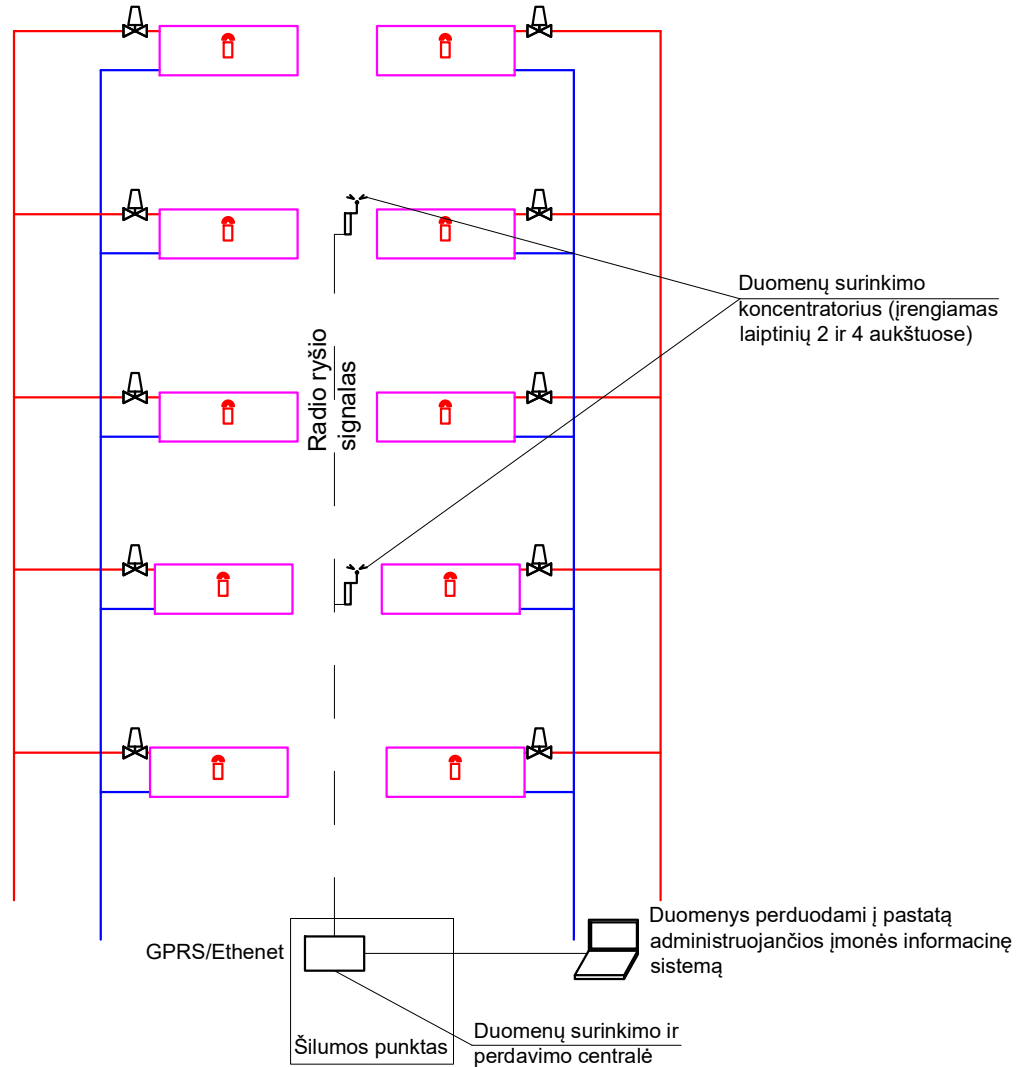 Duomenų surinkimo
koncentratorius (įrengiamas
laiptinių 2 ir 4 aukštuose)
Radio ryšio
signalas
GPRS/Ethenet
Duomenys perduodami į pastatą
administruojančios įmonės informacinę
sistemą
Šilumos punktas
Duomenų surinkimo ir
perdavimo centralė